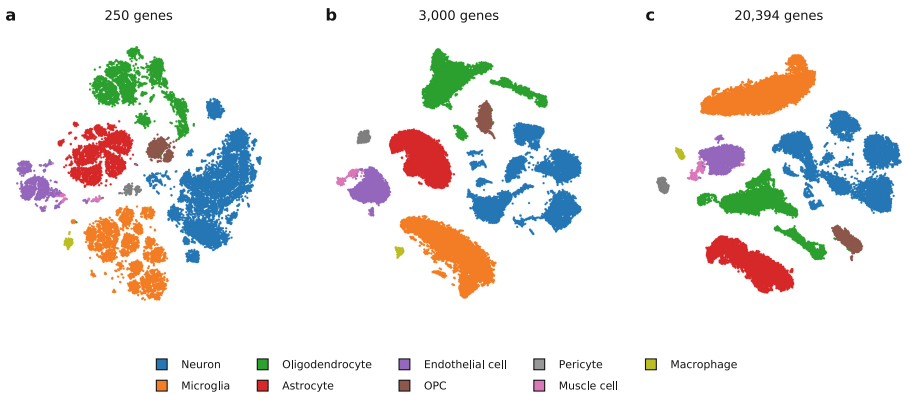 a 250 genes b 3,000 genes c 20,394 genes
Neuron Oligodendrocyte Endothelial cell Pericyte Macrophage
Microglia Astrocyte OPC Muscle cell